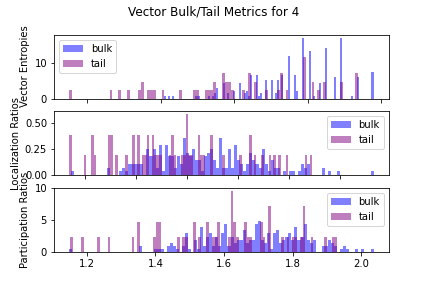 Vector Bulk/Tail Metrics for 4
Vector Entropies
10
0
bulk
tail
Localization Ratios
0.50
0.25
0.00
bulk
tail
Participation Ratios
10
5
0
bulk
tail
1.2
1.4
1.6
1.8
2.0